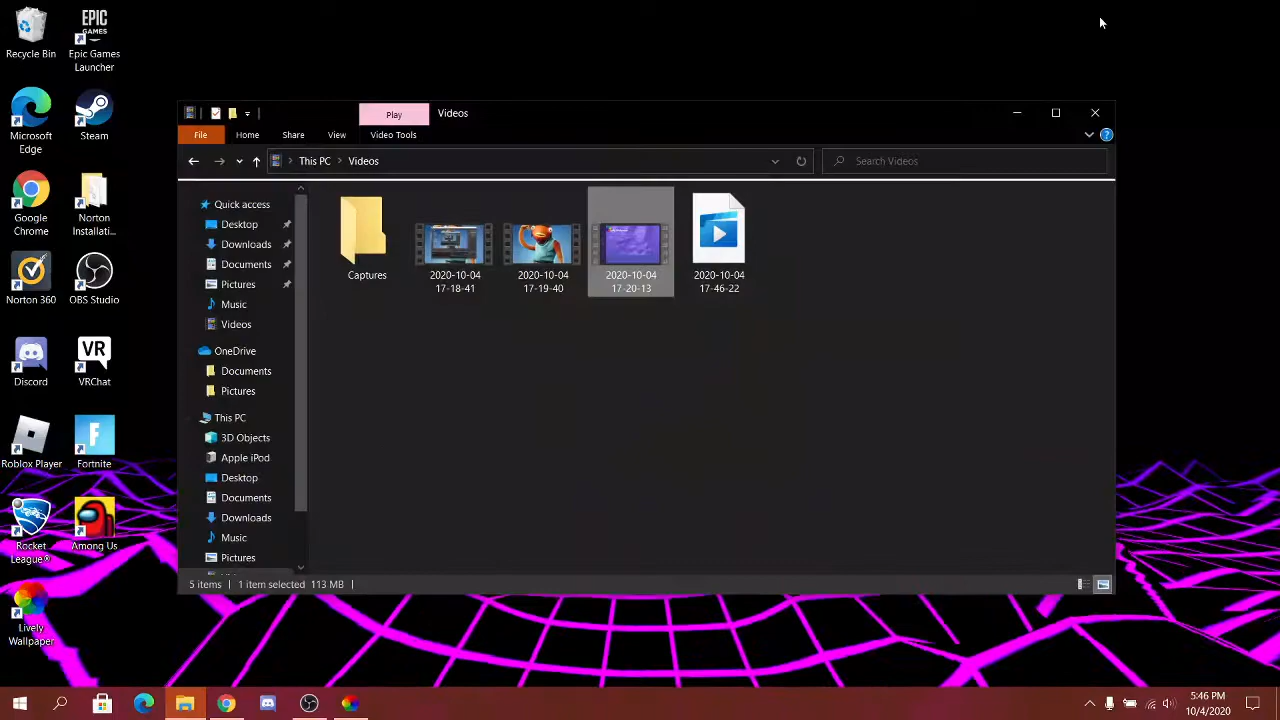 Recycle Bin
EPIC
GAMES
Epic Games
Launcher
Microsoft
Edge
Steam
Google
Chrome
Norton
Installati...
Norton 360
OBS Studio
Discord
VR
VRChat
Roblox Player
Fortnite
Rocket
League®
Among Us
Lively
Wallpaper
Play
Videos
File
Home
Share
View
Video Tools
This PC
Videos
Search Videos
Quick access
Desktop
Downloads
Documents
Pictures
Music
Videos
OneDrive
Documents
Pictures
This PC
3D Objects
Apple iPod
Desktop
Documents
Downloads
Music
Pictures
Captures
2020-10-04
17-18-41
2020-10-04
17-19-40
2020-10-04
17-20-13
2020-10-04
17-46-22
5 items
1 item selected 113 MB
5:46 PM
10/4/2020